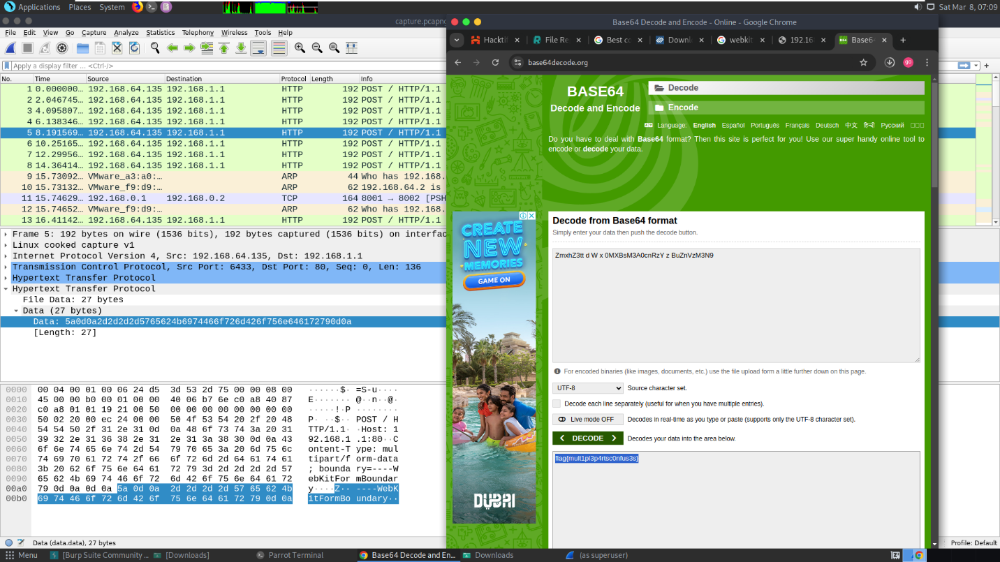 Applications Places System Sat Mar 8, 07:09
capture.pcapn
File Edit View Go Capture Analyze Statistics Telephony Wireless Tools Help
Apply a display filter ... <Ctrl-/>
No. Time Source Destination Protocol Length Info
1 0.000000… 192.168.64.135 192.168.1.1 HTTP 192 POST / HTTP/1.1
2 2.046745… 192.168.64.135 192.168.1.1 HTTP 192 POST / HTTP/1.1
3 4.095807… 192.168.64.135 192.168.1.1 HTTP 192 POST / HTTP/1.1
4 6.138346… 192.168.64.135 192.168.1.1 HTTP 192 POST / HTTP/1.1
5 8.191569… 192.168.64.135 192.168.1.1 HTTP 192 POST / HTTP/1.1
6 10.25165… 192.168.64.135 192.168.1.1 HTTP 192 POST / HTTP/1.1
7 12.29956… 192.168.64.135 192.168.1.1 HTTP 192 POST / HTTP/1.1
8 14.36414… 192.168.64.135 192.168.1.1 HTTP 192 POST / HTTP/1.1
9 15.73092… VMware_a3:a0:… ARP 44 Who has 192.168.
10 15.73132… VMware_f9:d9:… ARP 62 192.168.64.2 is
11 15.74629… 192.168.0.1 192.168.0.2 TCP 164 8001 → 8002 [PSH
12 15.74652… VMware_f9:d9:… ARP 62 Who has 192.168.
13 16.41142… 192.168.64.135 192.168.1.1 HTTP 192 POST / HTTP/1.1
Frame 5: 192 bytes on wire (1536 bits), 192 bytes captured (1536 bits) on interfac
Linux cooked capture v1
Internet Protocol Version 4, Src: 192.168.64.135, Dst: 192.168.1.1
Transmission Control Protocol, Src Port: 6433, Dst Port: 80, Seq: 0, Len: 136
Hypertext Transfer Protocol
Hypertext Transfer Protocol
File Data: 27 bytes
Data (27 bytes)
Data: 5a0d0a2d2d2d2d5765624b6974466f726d426f756e646172790d0a
[Length: 27]
0000 00 04 00 01 00 06 24 d5 3d 53 2d 75 00 00 08 00 ······$· =S-u····
0010 45 00 00 b0 00 01 00 00 40 06 b7 6e c0 a8 40 87 E······· @··n··@·
0020 c0 a8 01 01 19 21 00 50 00 00 00 00 00 00 00 00 ·····!·P ········
0030 50 02 20 00 ec 24 00 00 50 4f 53 54 20 2f 20 48 P· ··$·· POST / H
0040 54 54 50 2f 31 2e 31 0d 0a 48 6f 73 74 3a 20 31 TTP/1.1· ·Host: 1
0050 39 32 2e 31 36 38 2e 31 2e 31 3a 38 30 0d 0a 43 92.168.1 .1:80··C
0060 6f 6e 74 65 6e 74 2d 54 79 70 65 3a 20 6d 75 6c ontent-T ype: mul
0070 74 69 70 61 72 74 2f 66 6f 72 6d 2d 64 61 74 61 tipart/f orm-data
0080 3b 20 62 6f 75 6e 64 61 72 79 3d 2d 2d 2d 2d 57 ; bounda ry=----W
0090 65 62 4b 69 74 46 6f 72 6d 42 6f 75 6e 64 61 72 ebKitFor mBoundar
00a0 79 0d 0a 0d 0a 5a 0d 0a 2d 2d 2d 2d 57 65 62 4b y····Z·· ----WebK
00b0 69 74 46 6f 72 6d 42 6f 75 6e 64 61 72 79 0d 0a itFormBo undary··
Data (data.data), 27 bytes
Profile: Default
Base64 Decode and Encode - Online - Google Chrome
Hackti File Re Best co Downl webkit 192.16 Base64
base64decode.org go
BASE64
Decode and Encode
Decode
Encode
Language: English Español Português Français Deutsch 中文 हिन्दी Русский
Do you have to deal with Base64 format? Then this site is perfect for you! Use our super handy online tool to
encode or decode your data.
CREATE
NEW
MEMORIES
GAME ON
DUBAI
Decode from Base64 format
Simply enter your data then push the decode button.
ZmxhZ3tt d W x 0MXBsM3A0cnRzY z BuZnVzM3N9
For encoded binaries (like images, documents, etc.) use the file upload form a little further down on this page.
UTF-8 Source character set.
Decode each line separately (useful for when you have multiple entries).
Live mode OFF Decodes in real-time as you type or paste (supports only the UTF-8 character set).
< DECODE > Decodes your data into the area below.
flag{mult1pl3p4rtsc0nfus3s}
Menu [Burp Suite Community ... [Downloads] Parrot Terminal Base64 Decode and En... Downloads (as superuser)